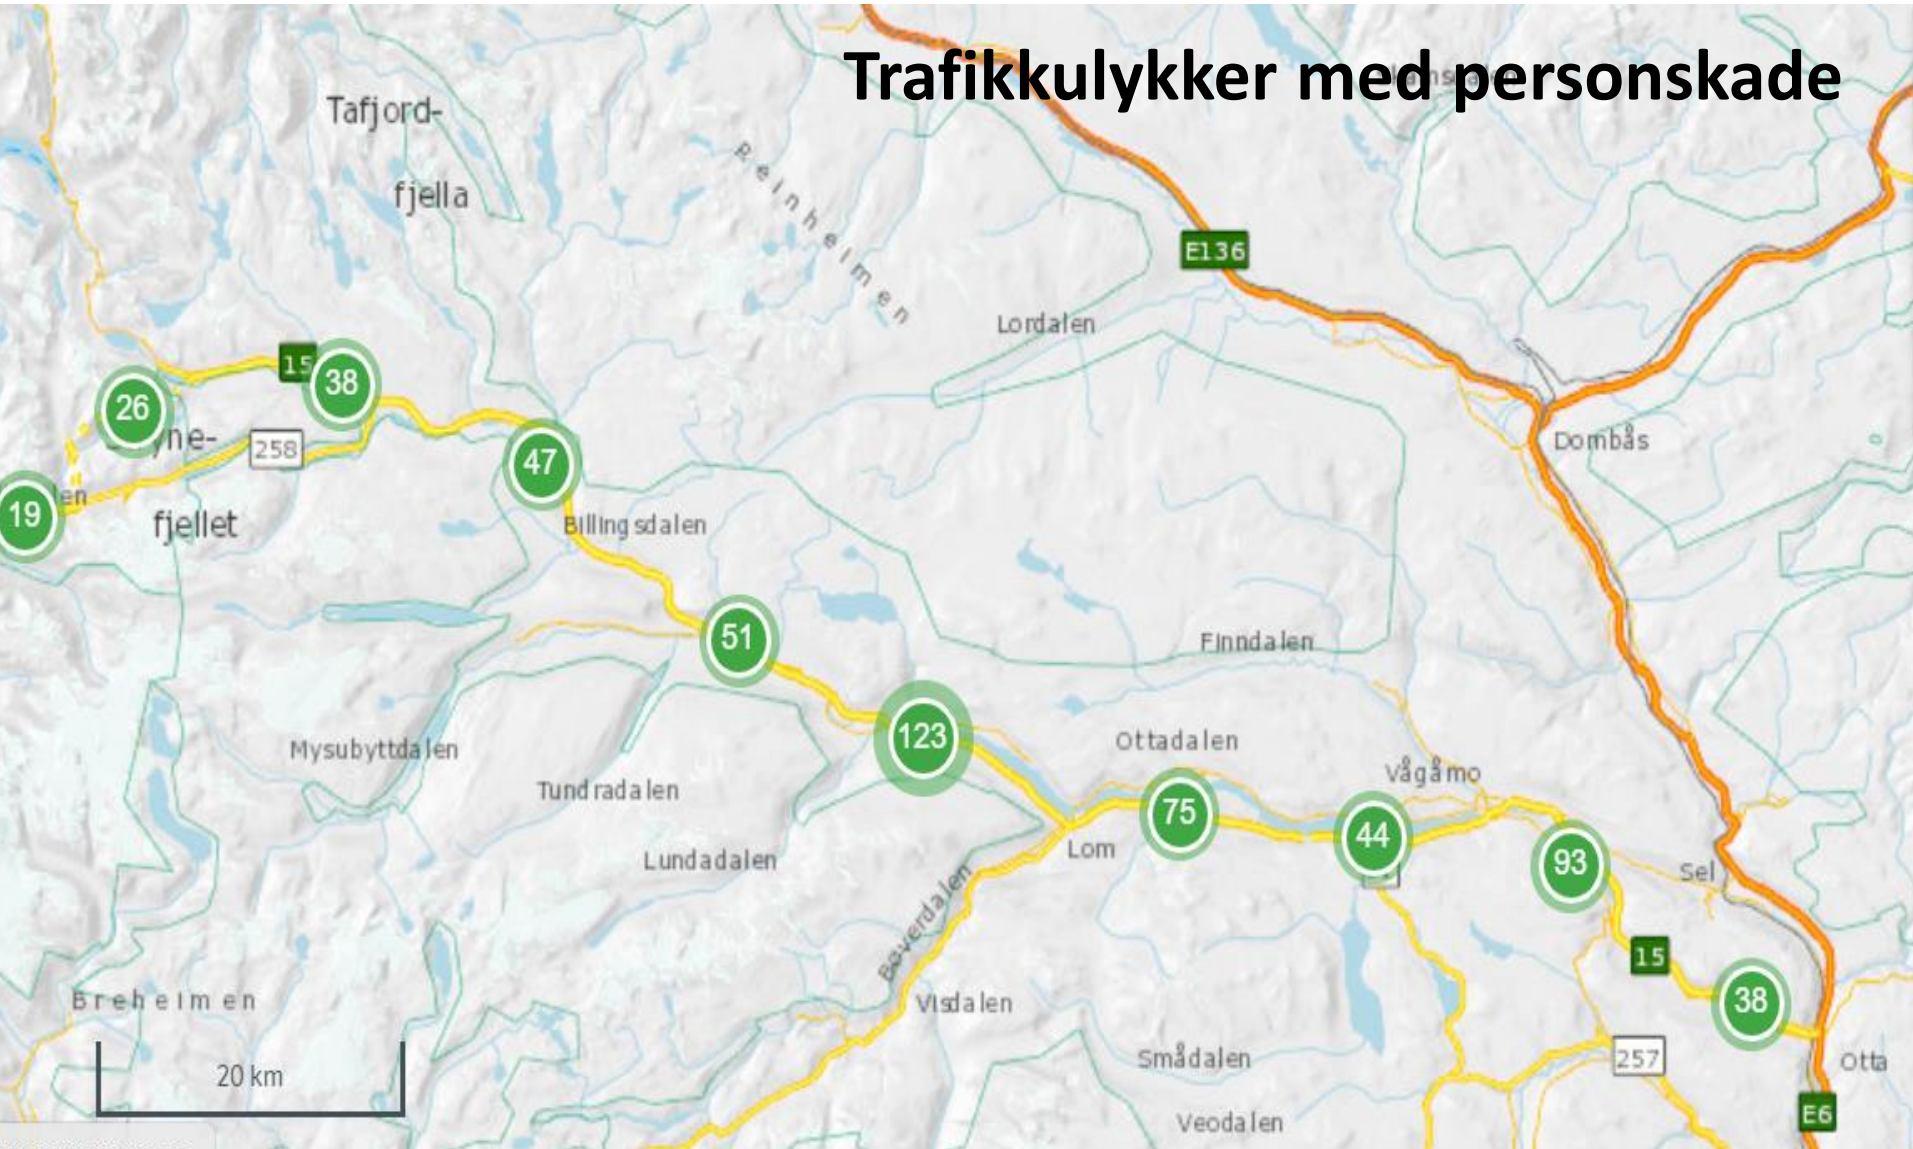 Trafikkulykker med personskade
Tafjord-
fjella
Reinheimen
E136
Lordalen
15
38
26
yne-
258
47
Dombås
19
len
fjellet
Billingsdalen
51
Finndalen
123
Ottadalen
Mysubyttdalen
Vågåmo
Tundradalen
75
44
Lom
93
Lundadalen
Sel
Bøverdalen
15
Breheimen
Visdalen
38
Smådalen
257
Otta
20 km
Veodalen
E6